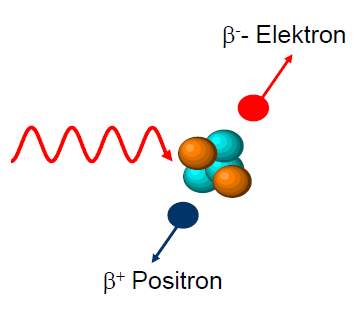 β⁻- Elektron
β⁺ Positron